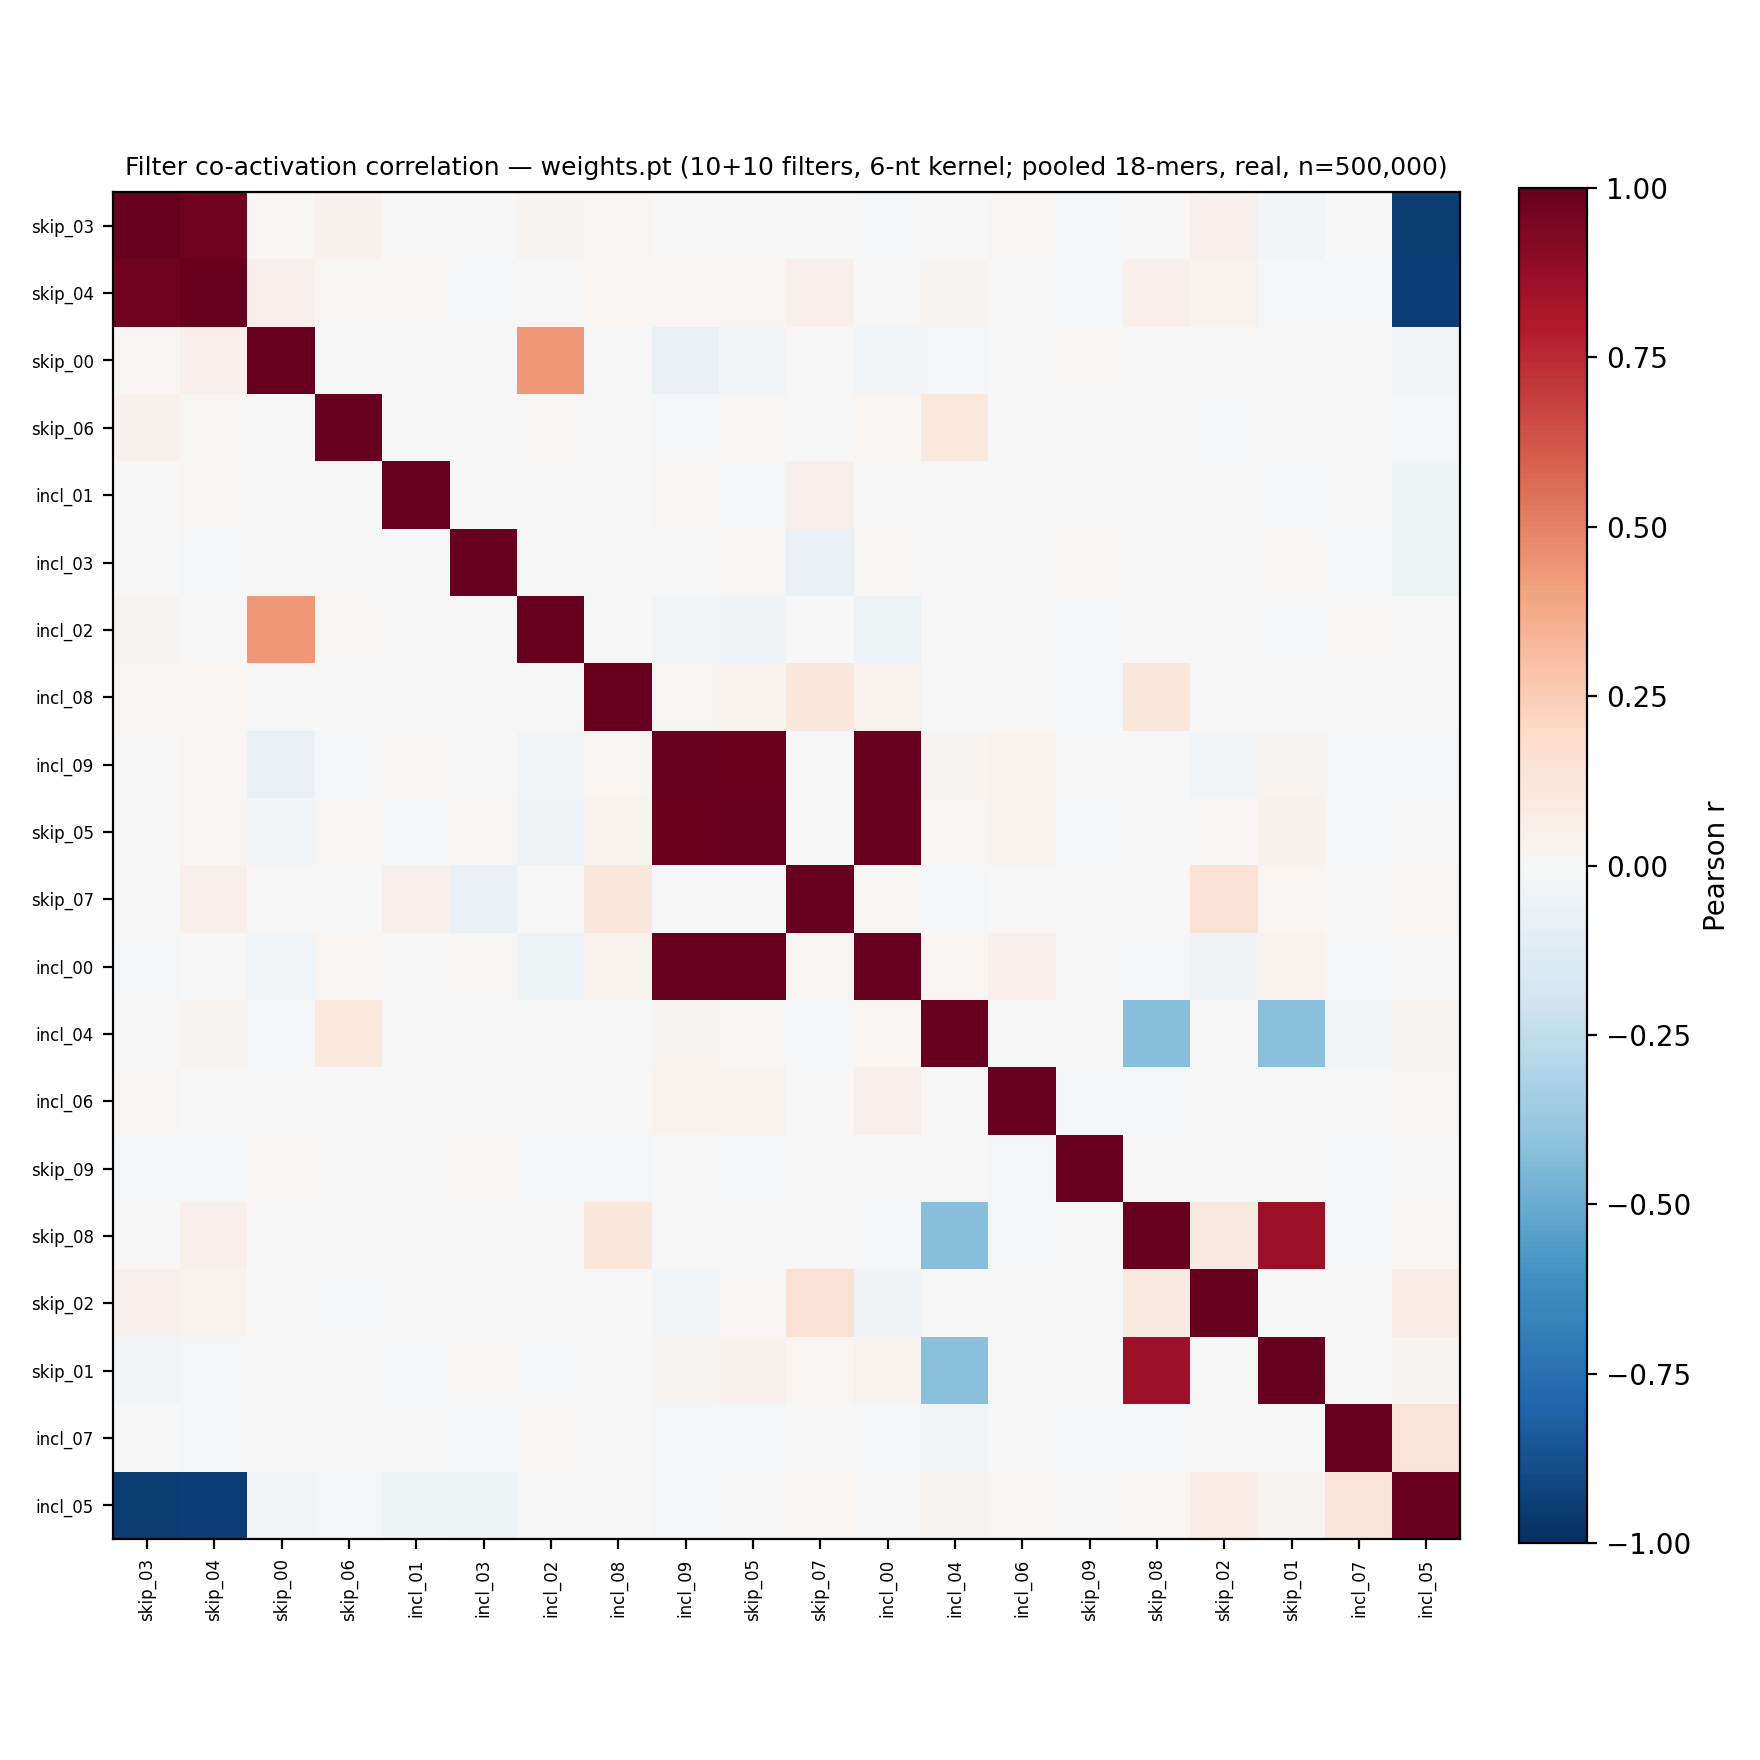 Filter co-activation correlation — weights.pt (10+10 filters, 6-nt kernel; pooled 18-mers, real, n=500,000)
skip_03
skip_04
skip_00
skip_06
incl_01
incl_03
incl_02
incl_08
incl_09
skip_05
skip_07
incl_00
incl_04
incl_06
skip_09
skip_08
skip_02
skip_01
incl_07
incl_05
skip_03
skip_04
skip_00
skip_06
incl_01
incl_03
incl_02
incl_08
incl_09
skip_05
skip_07
incl_00
incl_04
incl_06
skip_09
skip_08
skip_02
skip_01
incl_07
incl_05
1.00
0.75
0.50
0.25
0.00
−0.25
−0.50
−0.75
−1.00
Pearson r